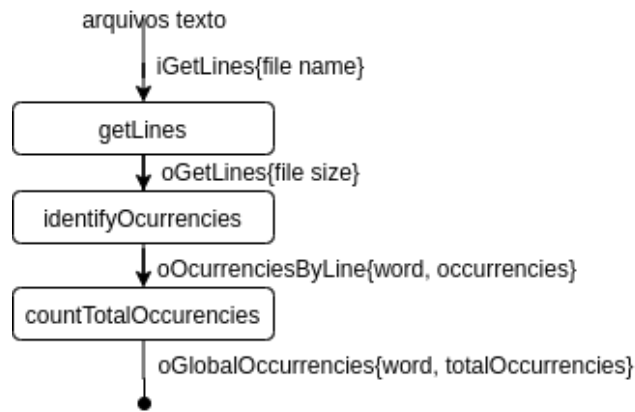 arquivos texto
iGetLines{file name}
getLines
oGetLines{file size}
identifyOcurrencies
oOcurrenciesByLine{word, occurrencies}
countTotalOccurencies
oGlobalOccurrencies{word, totalOccurrencies}